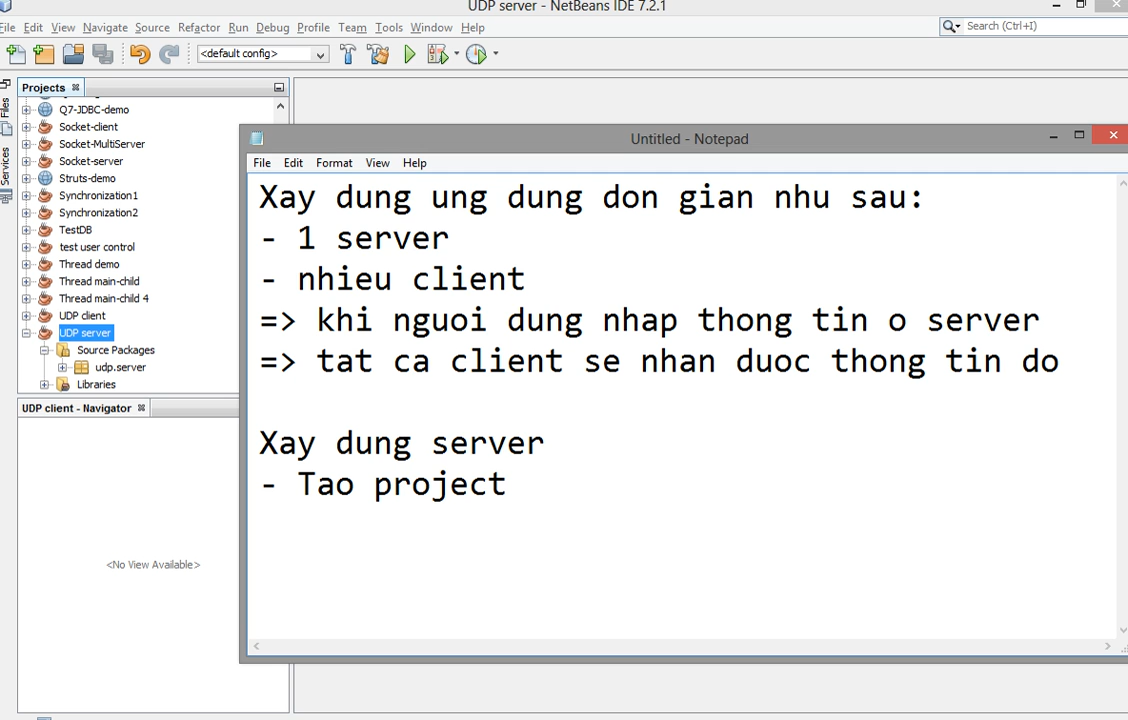 UDP server - NetBeans IDE 7.2.1
File Edit View Navigate Source Refactor Run Debug Profile Team Tools Window Help
Search (Ctrl+I)
<default config>
Projects
Files
Services
Q7-JDBC-demo
Socket-client
Socket-MultiServer
Socket-server
Struts-demo
Synchronization1
Synchronization2
TestDB
test user control
Thread demo
Thread main-child
Thread main-child 4
UDP client
UDP server
Source Packages
udp.server
Libraries
UDP client - Navigator
<No View Available>
Untitled - Notepad
File Edit Format View Help
Xay dung ung dung don gian nhu sau:
- 1 server
- nhieu client
=> khi nguoi dung nhap thong tin o server
=> tat ca client se nhan duoc thong tin do
Xay dung server
- Tao project